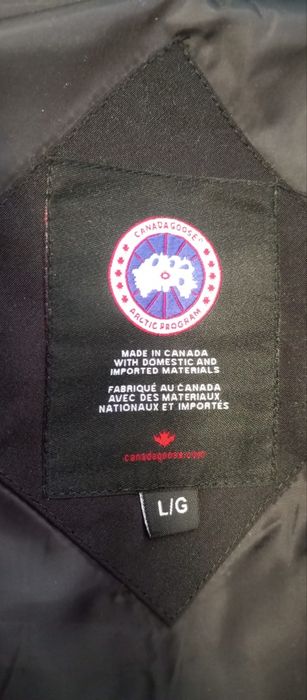 CANADA GOOSE
ARCTIC PROGRAM
MADE IN CANADA
WITH DOMESTIC AND
IMPORTED MATERIALS
FABRIQUÉ AU CANADA
AVEC DES MATERIAUX
NATIONAUX ET IMPORTÉS
canadagoose.com
L/G